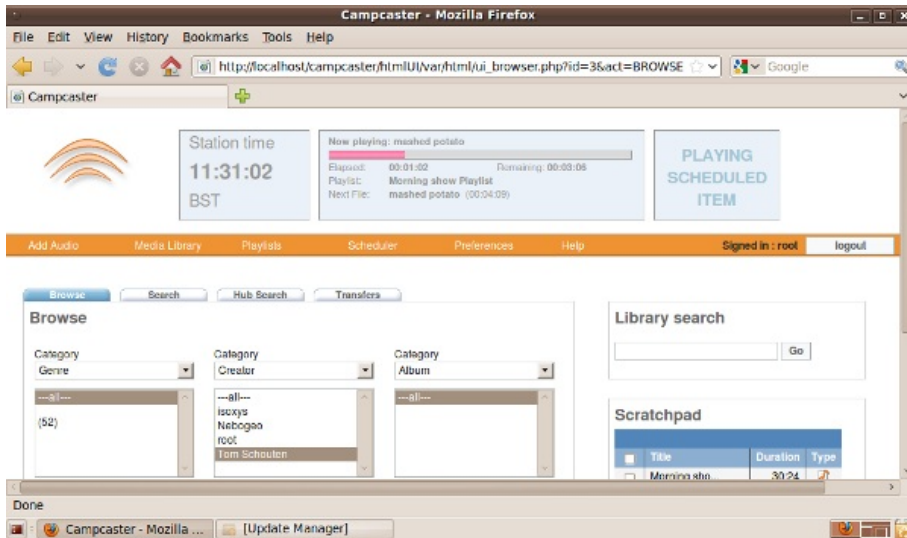 Campcaster - Mozilla Firefox
File Edit View History Bookmarks Tools Help
http://localhost/campcaster/htmlUI/var/html/ui_browser.php?id=3&act=BROWSE
Google
Campcaster
Station time
11:31:02
BST
Now playing: mashed potato
Elapsed: 00:01:02 Remaining: 00:03:06
Playlist: Morning show Playlist
Next File: mashed potato (00:04:09)
PLAYING
SCHEDULED
ITEM
Add Audio Media Library Playlists Scheduler Preferences Help Signed in : root logout
Browse Search Hub Search Transfers
Browse
Category Category Category
Genre Creator Album
---all--- ---all--- ---all---
(52)
isoxys
Nebogeo
root
Tom Schouten
Library search
Go
Scratchpad
Title Duration Type
Morning sho... 30:24
Done
Campcaster - Mozilla ... [Update Manager]